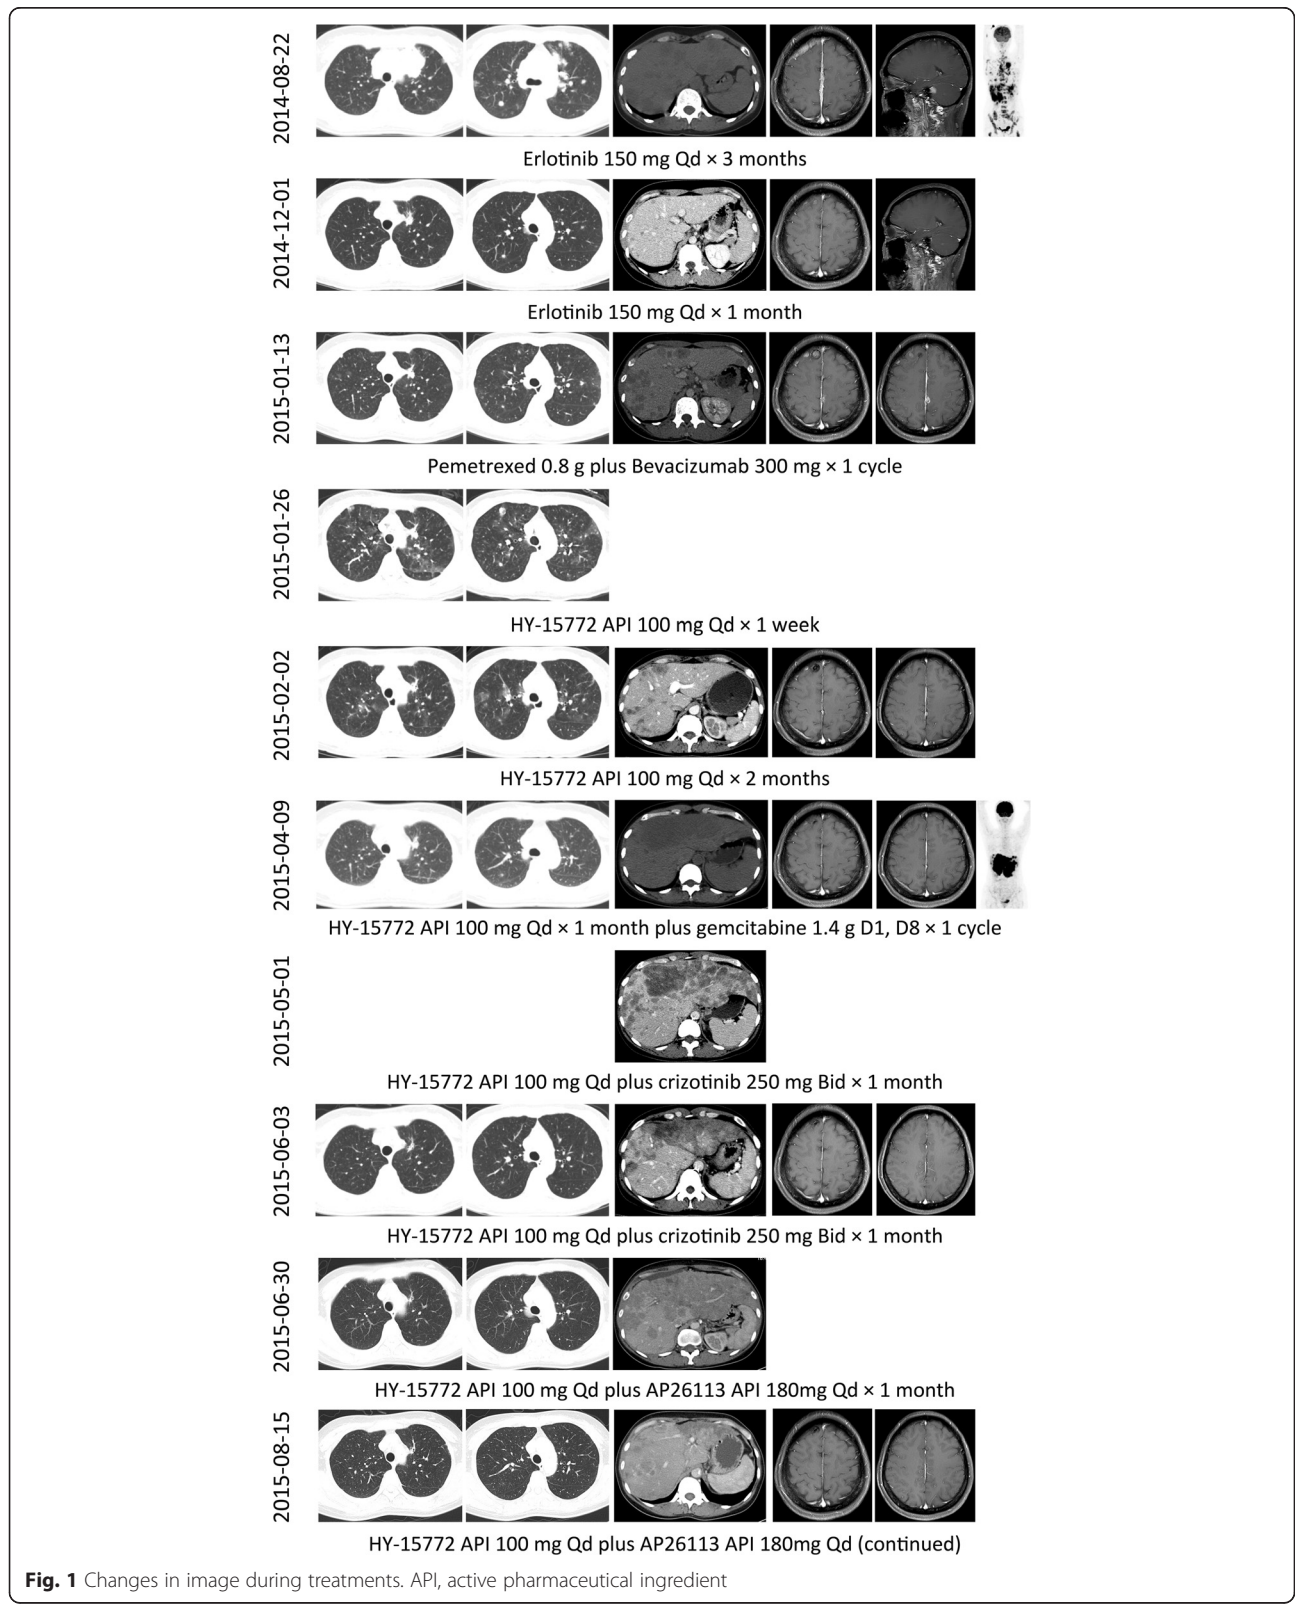 2014-08-22
Erlotinib 150 mg Qd × 3 months
2014-12-01
Erlotinib 150 mg Qd × 1 month
2015-01-13
Pemetrexed 0.8 g plus Bevacizumab 300 mg × 1 cycle
2015-01-26
HY-15772 API 100 mg Qd × 1 week
2015-02-02
HY-15772 API 100 mg Qd × 2 months
2015-04-09
HY-15772 API 100 mg Qd × 1 month plus gemcitabine 1.4 g D1, D8 × 1 cycle
2015-05-01
HY-15772 API 100 mg Qd plus crizotinib 250 mg Bid × 1 month
2015-06-03
HY-15772 API 100 mg Qd plus crizotinib 250 mg Bid × 1 month
2015-06-30
HY-15772 API 100 mg Qd plus AP26113 API 180mg Qd × 1 month
2015-08-15
HY-15772 API 100 mg Qd plus AP26113 API 180mg Qd (continued)
Fig. 1 Changes in image during treatments. API, active pharmaceutical ingredient